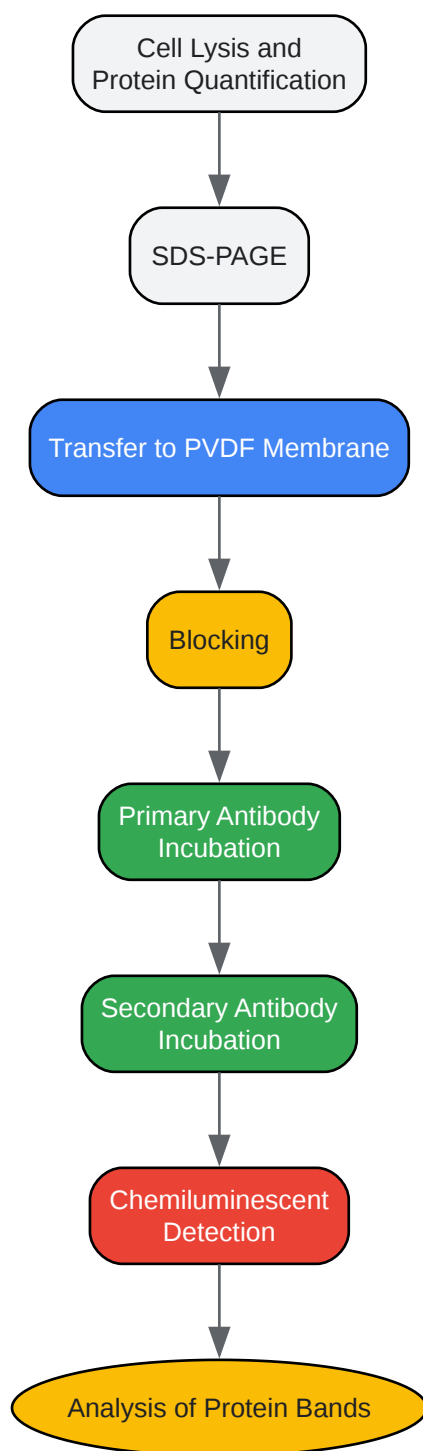 Cell Lysis and
Protein Quantification
SDS-PAGE
Transfer to PVDF Membrane
Blocking
Primary Antibody
Incubation
Secondary Antibody
Incubation
Chemiluminescent
Detection
Analysis of Protein Bands